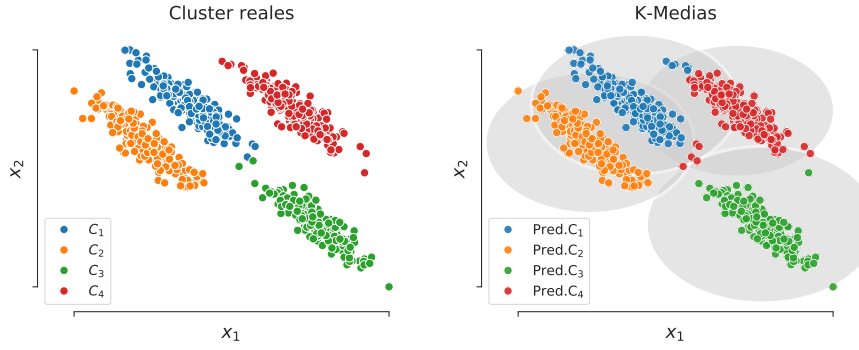 Cluster reales
x₂
C₁
C₂
C₃
C₄
x₁
K-Medias
x₂
Pred.C₁
Pred.C₂
Pred.C₃
Pred.C₄
x₁